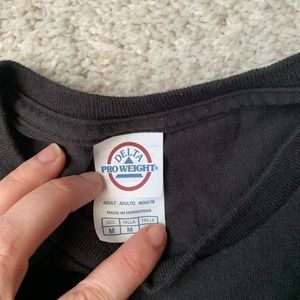 DELTA
PRO WEIGHT®
ADULT ADULTO ADULTE
MADE IN HONDURAS
SIZE TALLA TAILLE
M M